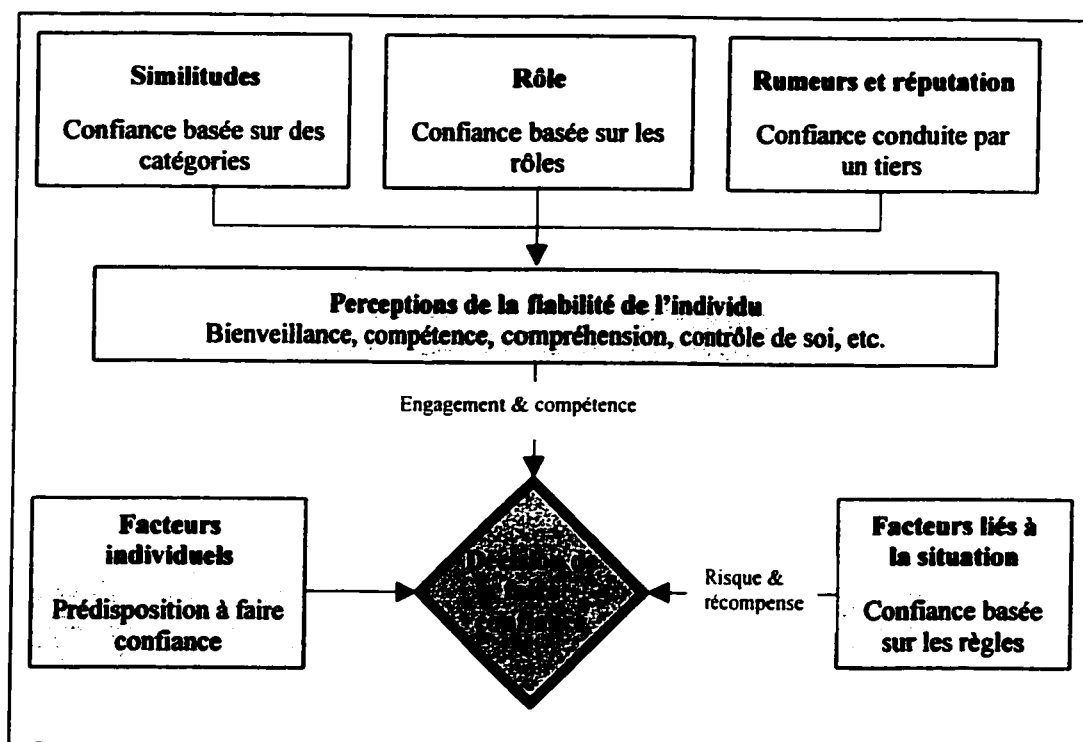 Similitudes
Confiance basée sur des
catégories
Rôle
Confiance basée sur les
rôles
Rumeurs et réputation
Confiance conduite par
un tiers
Perceptions de la fiabilité de l'individu
Bienveillance, compétence, compréhension, contrôle de soi, etc.
Engagement & compétence
Facteurs
individuels
Prédisposition à faire
confiance
Risque &
récompense
Facteurs liés à
la situation
Confiance basée
sur les règles